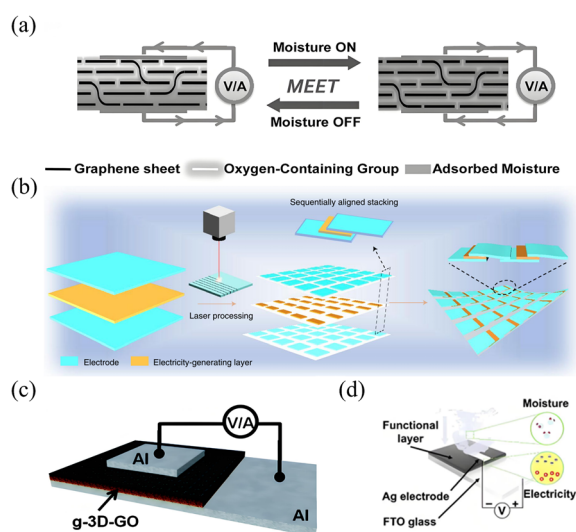 (a)
V/A
Moisture ON
MEET
Moisture OFF
V/A
Graphene sheet
Oxygen-Containing Group
Adsorbed Moisture
(b)
Sequentially aligned stacking
Laser processing
Electrode
Electricity-generating layer
(c)
V/A
Al
g-3D-GO
Al
(d)
Moisture
Functional
layer
Electricity
Ag electrode
FTO glass
− V +